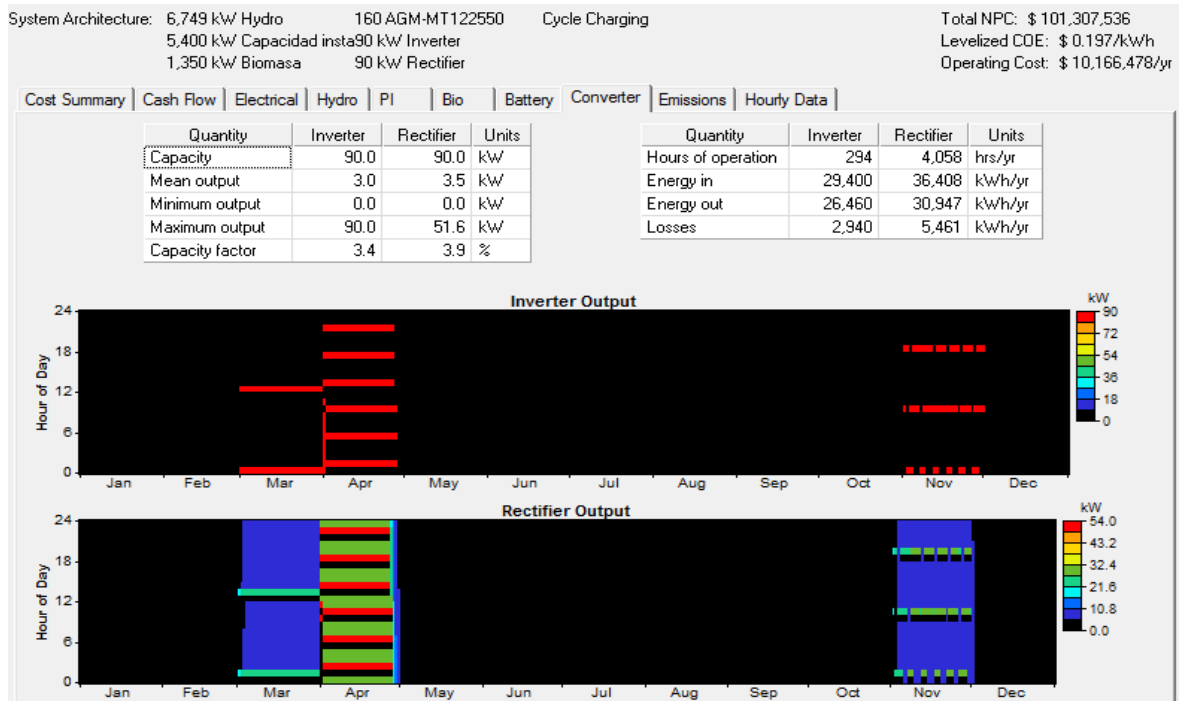 System Architecture: 6,749 kW Hydro 160 AGM-MT122550 Cycle Charging Total NPC: $ 101,307,536
5,400 kW Capacidad insta90 kW Inverter Levelized COE: $ 0.197/kWh
1,350 kW Biomasa 90 kW Rectifier Operating Cost: $ 10,166,478/yr
Cost Summary Cash Flow Electrical Hydro PI Bio Battery Converter Emissions Hourly Data
Quantity Inverter Rectifier Units Quantity Inverter Rectifier Units
Capacity 90.0 90.0 kW Hours of operation 294 4,058 hrs/yr
Mean output 3.0 3.5 kW Energy in 29,400 36,408 kWh/yr
Minimum output 0.0 0.0 kW Energy out 26,460 30,947 kWh/yr
Maximum output 90.0 51.6 kW Losses 2,940 5,461 kWh/yr
Capacity factor 3.4 3.9 %
Inverter Output
kW
24
18
12
6
0
Hour of Day
Jan Feb Mar Apr May Jun Jul Aug Sep Oct Nov Dec
90
72
54
36
18
0
Rectifier Output
kW
24
18
12
6
0
Hour of Day
Jan Feb Mar Apr May Jun Jul Aug Sep Oct Nov Dec
54.0
43.2
32.4
21.6
10.8
0.0